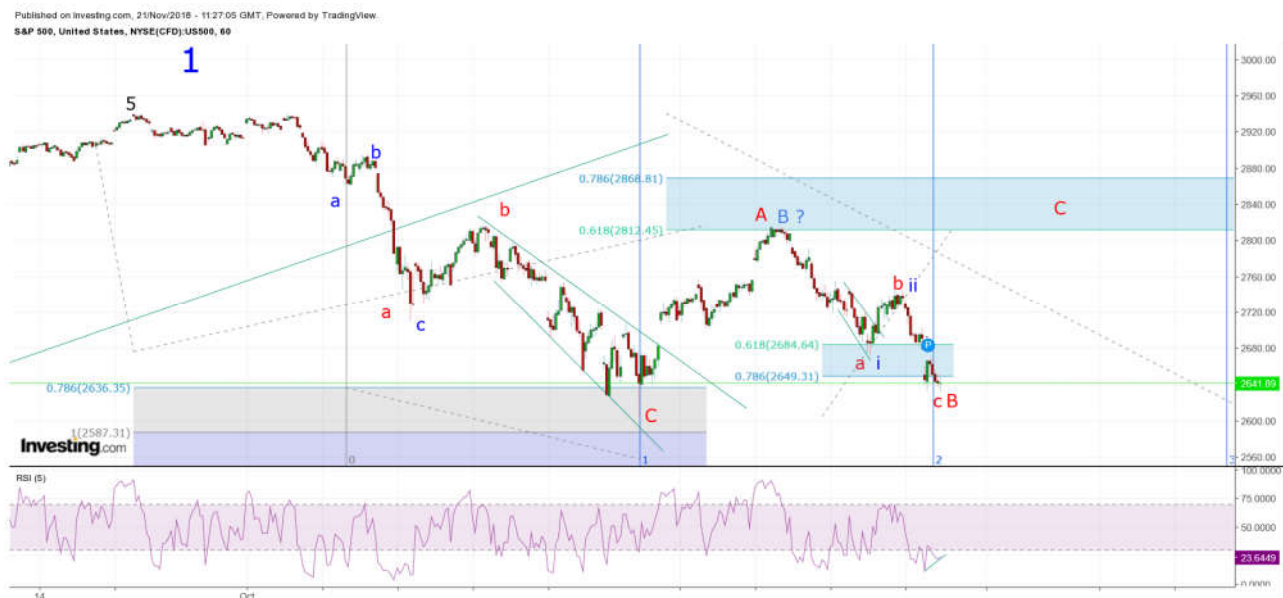 Published on Investing.com, 21/Nov/2018 - 11:27:05 GMT, Powered by TradingView.
S&P 500, United States, NYSE(CFD):US500, 60
1
3000.00
5
2960.00
2920.00
b
2880.00
0.786(2868.81)
a
b
A B ?
C
2840.00
0.618(2812.45)
2800.00
b ii
2760.00
a
c
2720.00
P
0.618(2684.64)
2680.00
a i
0.786(2649.31)
2641.09
0.786(2636.35)
c B
C
2600.00
1(2587.31)
Investing.com
0
1
2
3
2560.00
RSI (5)
100.0000
75.0000
50.0000
23.6449
0.0000
14
Oct